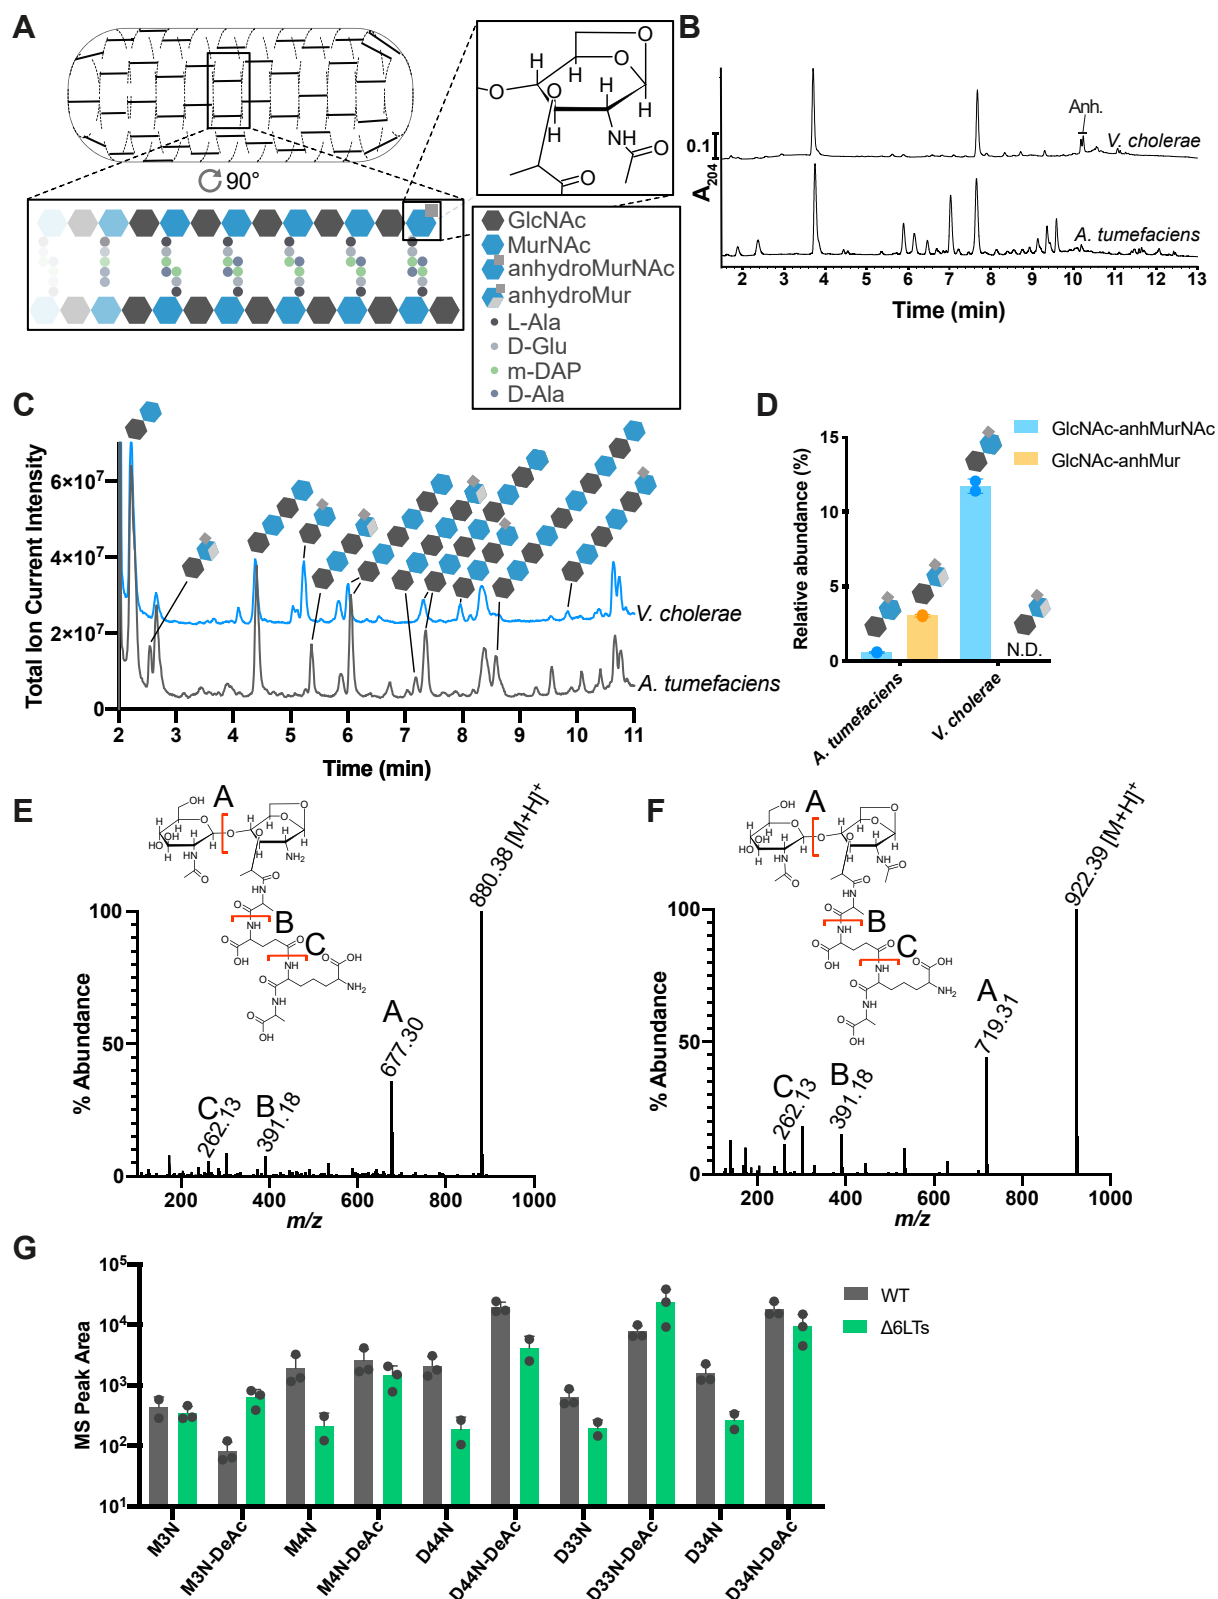 A
90°
O
O
O
O
H
H
H
H
NH
O
O
GlcNAc
MurNAc
anhydroMurNAc
anhydroMur
L-Ala
D-Glu
m-DAP
D-Ala
B
0.1
A204
Anh.
V. cholerae
A. tumefaciens
2 3 4 5 6 7 8 9 10 11 12 13
Time (min)
C
Total Ion Current Intensity
6×10⁷
4×10⁷
2×10⁷
0
V. cholerae
A. tumefaciens
2 3 4 5 6 7 8 9 10 11
Time (min)
D
Relative abundance (%)
15
10
5
0
GlcNAc-anhMurNAc
GlcNAc-anhMur
N.D.
A. tumefaciens
V. cholerae
E
A
B
C
% Abundance
100
50
0
C
262.13
B
391.18
A
677.30
880.38 [M+H]⁺
200 400 600 800 1000
m/z
F
A
B
C
% Abundance
100
50
0
C
262.13
B
391.18
A
719.31
922.39 [M+H]⁺
200 400 600 800 1000
m/z
G
MS Peak Area
10⁵
10⁴
10³
10²
10¹
WT
Δ6LTs
M3N
M3N-DeAc
M4N
M4N-DeAc
D44N
D44N-DeAc
D33N
D33N-DeAc
D34N
D34N-DeAc